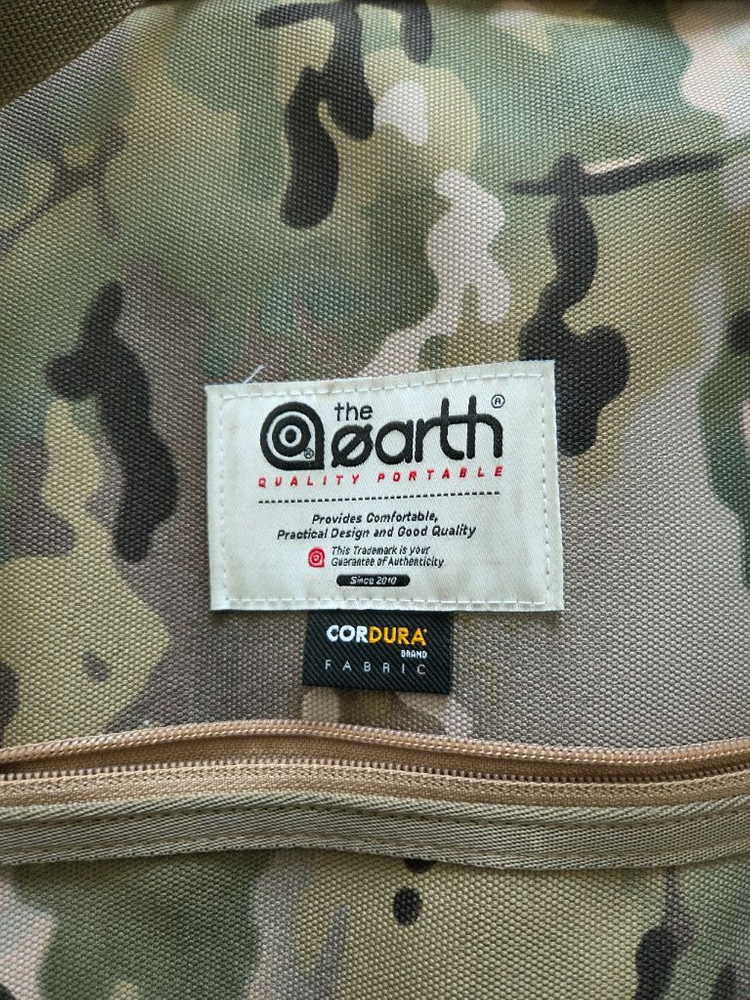 the
øarth®
QUALITY PORTABLE
Provides Comfortable,
Practical Design and Good Quality
This Trademark is your
Guarantee of Authenticity
Since 2010
CORDURA®
BRAND
FABRIC